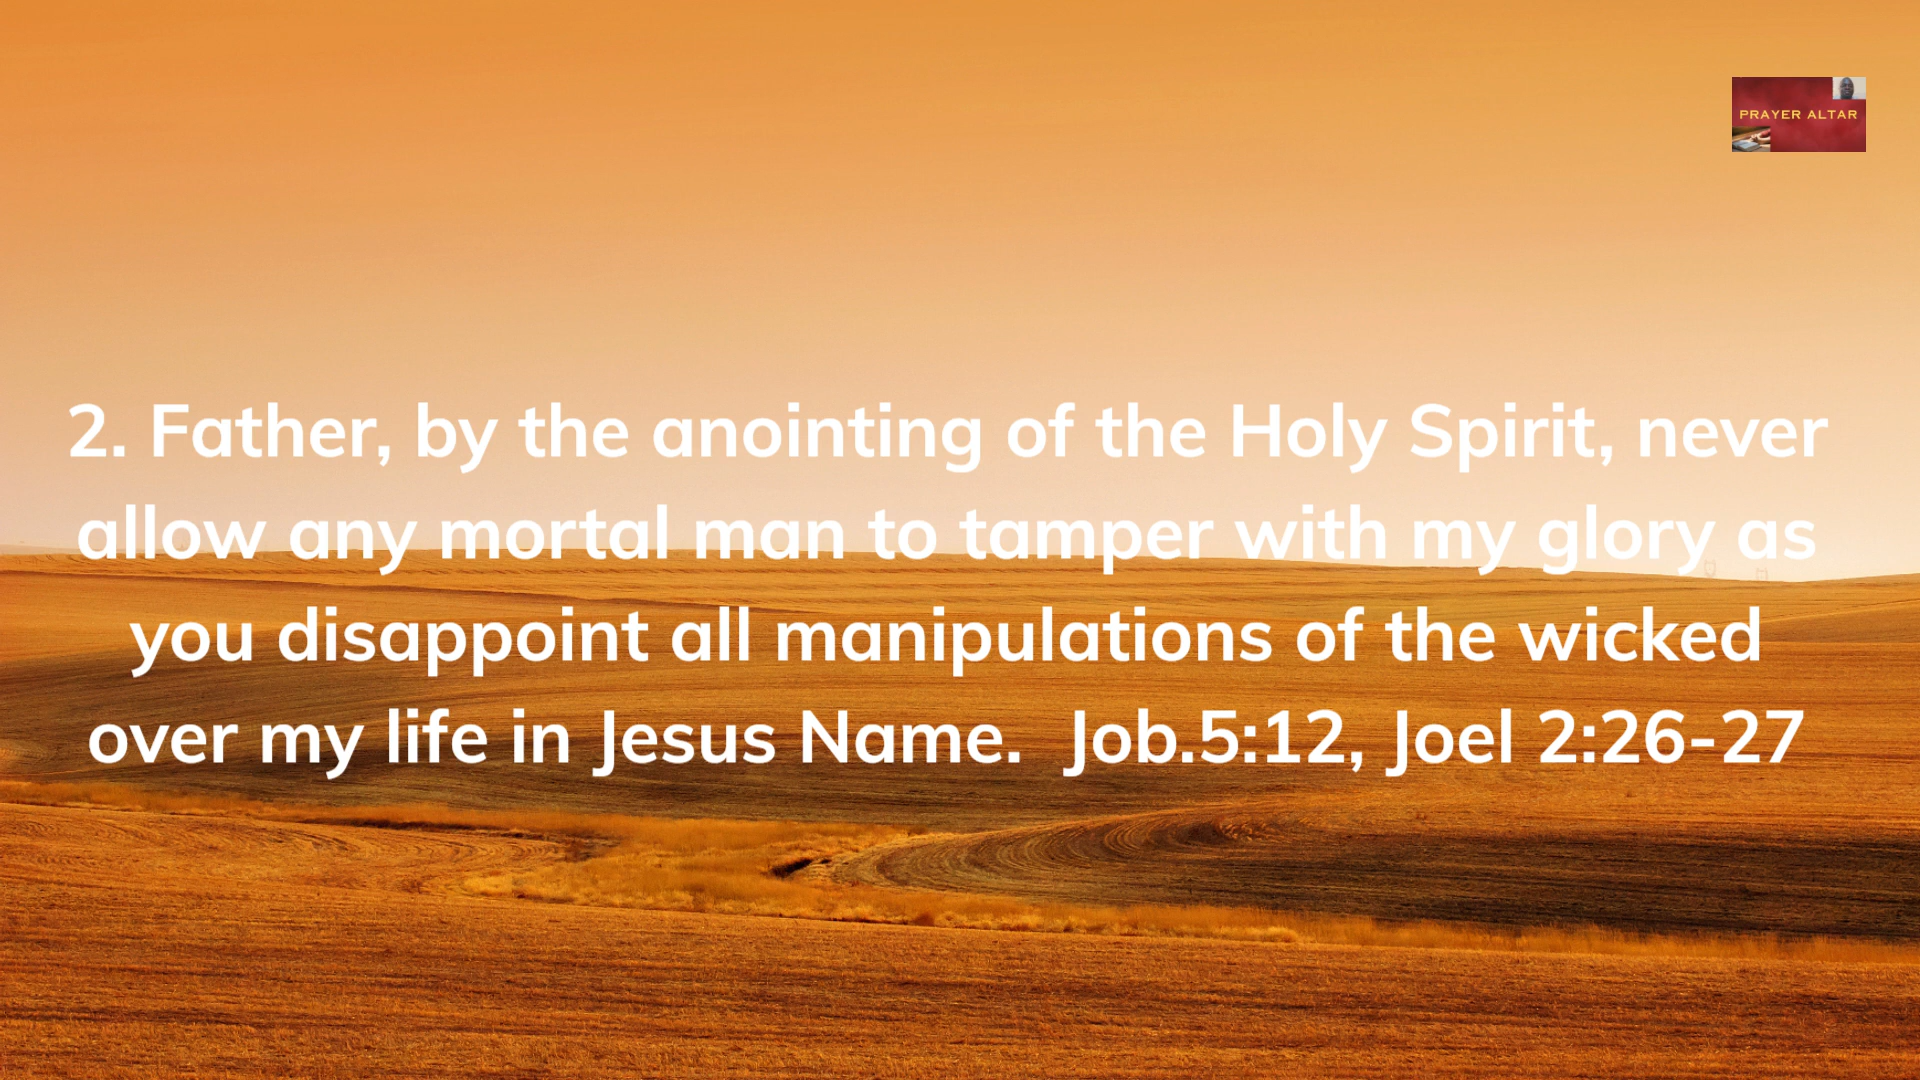 PRAYER ALTAR
2. Father, by the anointing of the Holy Spirit, never
allow any mortal man to tamper with my glory as
you disappoint all manipulations of the wicked
over my life in Jesus Name.  Job.5:12, Joel 2:26-27